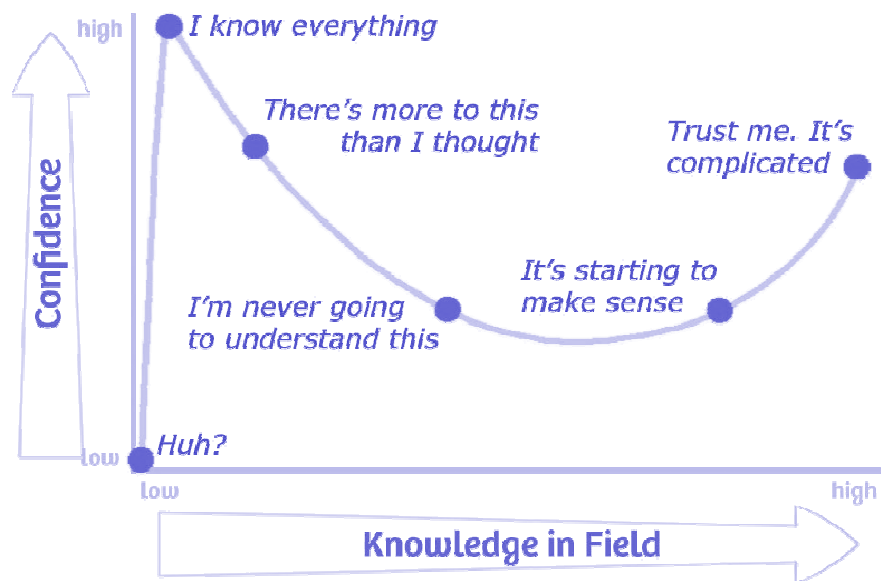 high
I know everything
There's more to this
than I thought
Trust me. It's
complicated
Confidence
I'm never going
to understand this
It's starting to
make sense
Huh?
low
low
high
Knowledge in Field